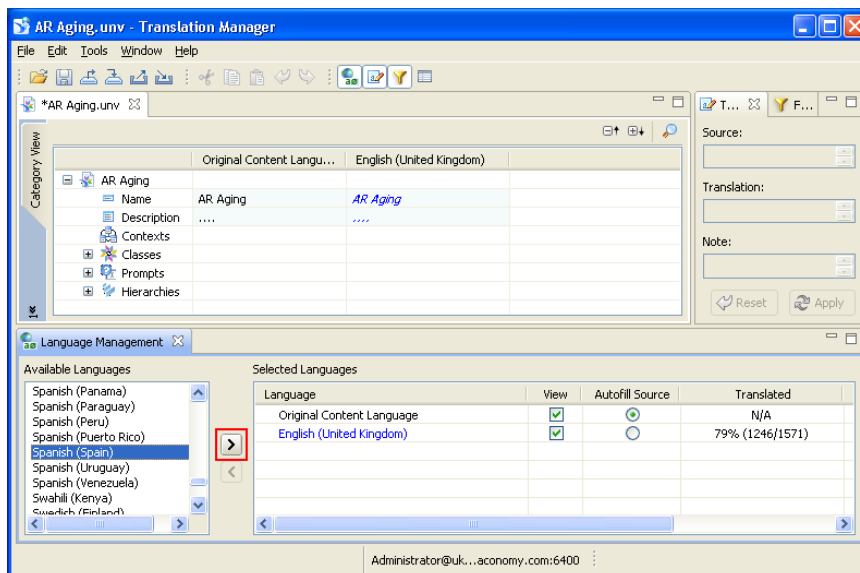 AR Aging.unv - Translation Manager
File Edit Tools Window Help
*AR Aging.unv
T... F...
Category View
Original Content Langu... English (United Kingdom)
AR Aging
Name AR Aging AR Aging
Description .... ,,,,
Contexts
Classes
Prompts
Hierarchies
Source:
Translation:
Note:
Reset Apply
Language Management
Available Languages
Spanish (Panama)
Spanish (Paraguay)
Spanish (Peru)
Spanish (Puerto Rico)
Spanish (Spain)
Spanish (Uruguay)
Spanish (Venezuela)
Swahili (Kenya)
Swedish (Finland)
Selected Languages
Language View Autofill Source Translated
Original Content Language N/A
English (United Kingdom) 79% (1246/1571)
Administrator@uk...aconomy.com:6400